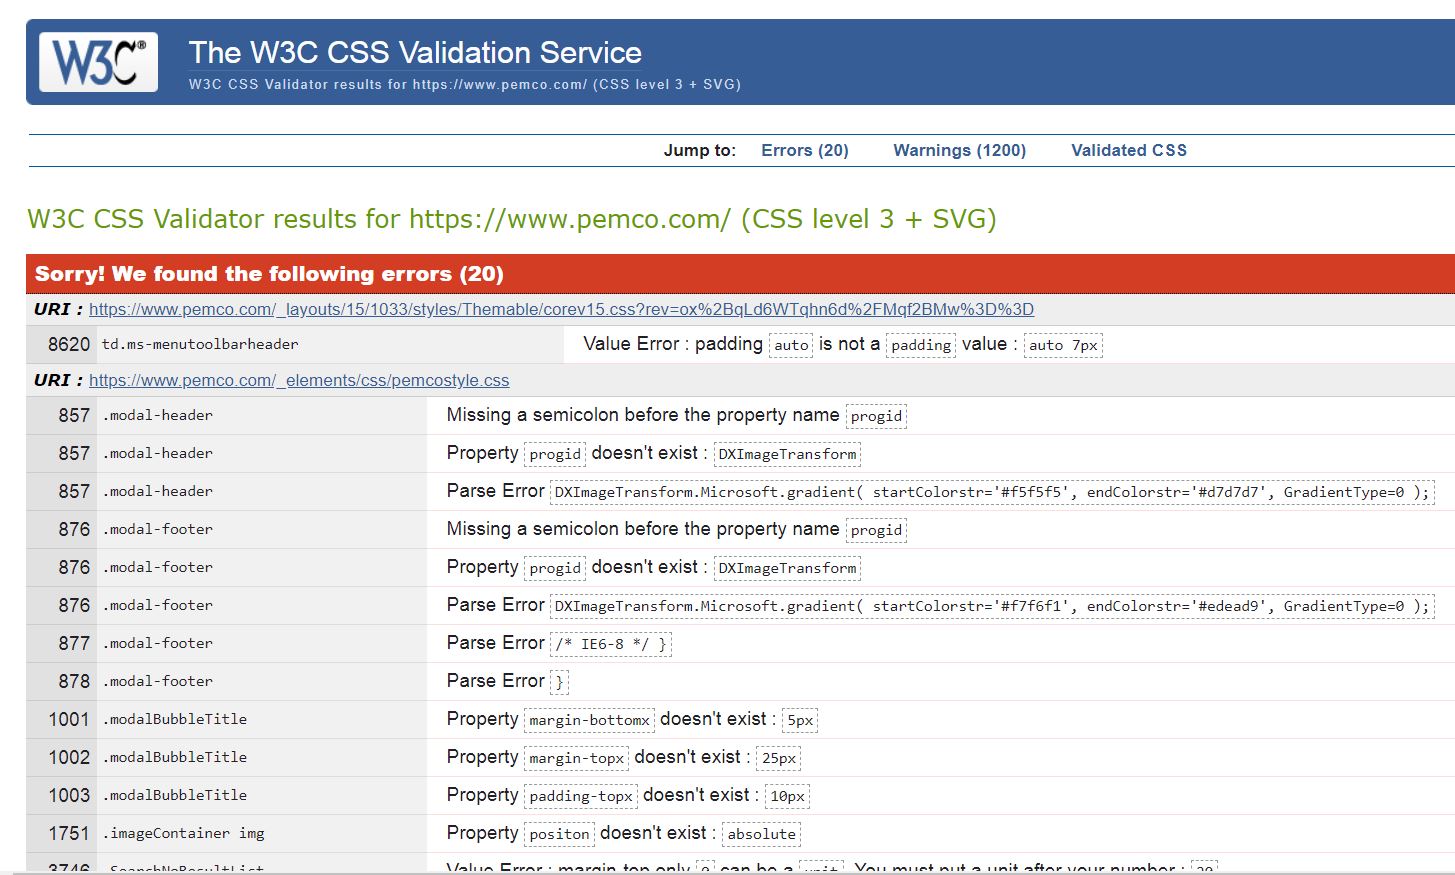 W3C®
The W3C CSS Validation Service
W3C CSS Validator results for https://www.pemco.com/ (CSS level 3 + SVG)
Jump to: Errors (20) Warnings (1200) Validated CSS
W3C CSS Validator results for https://www.pemco.com/ (CSS level 3 + SVG)
Sorry! We found the following errors (20)
URI : https://www.pemco.com/_layouts/15/1033/styles/Themable/corev15.css?rev=ox%2BqLd6WTqhn6d%2FMqf2BMw%3D%3D
8620 td.ms-menutoolbarheader Value Error : padding auto is not a padding value : auto 7px
URI : https://www.pemco.com/_elements/css/pemcostyle.css
857 .modal-header Missing a semicolon before the property name progid
857 .modal-header Property progid doesn't exist : DXImageTransform
857 .modal-header Parse Error DXImageTransform.Microsoft.gradient( startColorstr='#f5f5f5', endColorstr='#d7d7d7', GradientType=0 );
876 .modal-footer Missing a semicolon before the property name progid
876 .modal-footer Property progid doesn't exist : DXImageTransform
876 .modal-footer Parse Error DXImageTransform.Microsoft.gradient( startColorstr='#f7f6f1', endColorstr='#edead9', GradientType=0 );
877 .modal-footer Parse Error /* IE6-8 */ }
878 .modal-footer Parse Error }
1001 .modalBubbleTitle Property margin-bottomx doesn't exist : 5px
1002 .modalBubbleTitle Property margin-topx doesn't exist : 25px
1003 .modalBubbleTitle Property padding-topx doesn't exist : 10px
1751 .imageContainer img Property positon doesn't exist : absolute
3746 .SearchNoResultList Value Error : margin-top only 0 can be a unit. You must put a unit after your number : 20